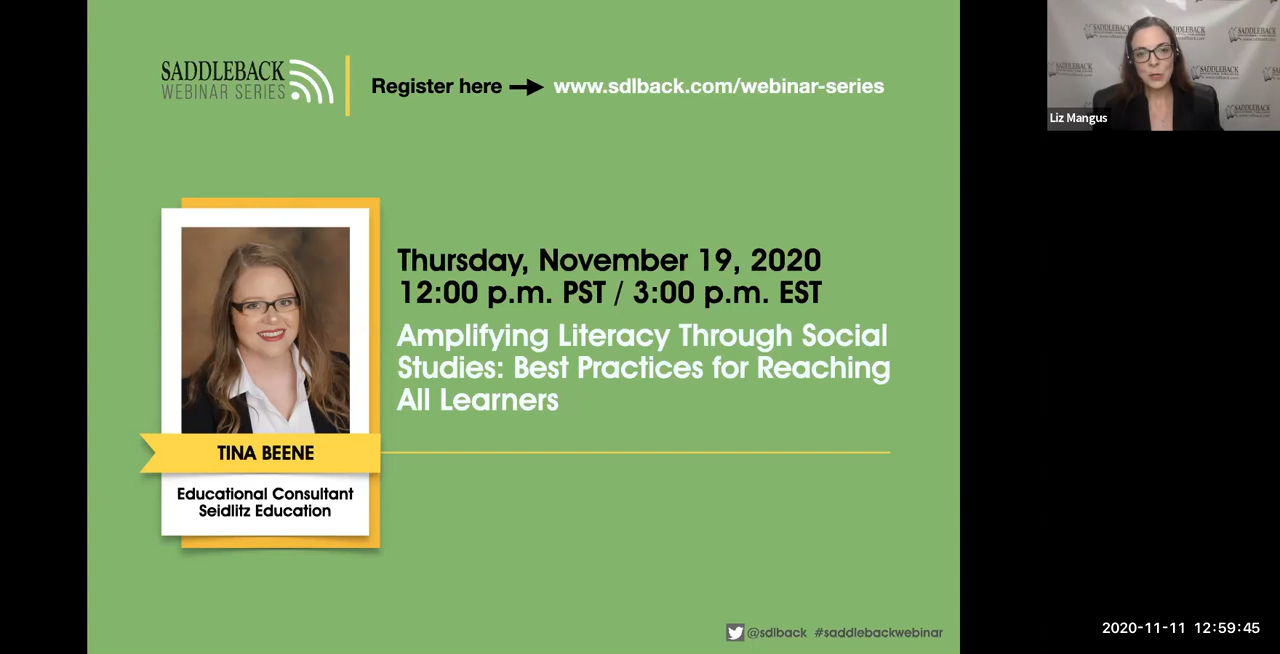 SADDLEBACK
WEBINAR SERIES
Register here
www.sdlback.com/webinar-series
Thursday, November 19, 2020
12:00 p.m. PST / 3:00 p.m. EST
Amplifying Literacy Through Social
Studies: Best Practices for Reaching
All Learners
TINA BEENE
Educational Consultant
Seidlitz Education
@sdlback #saddlebackwebinar
SADDLEBACK
Liz Mangus
2020-11-11 12:59:45